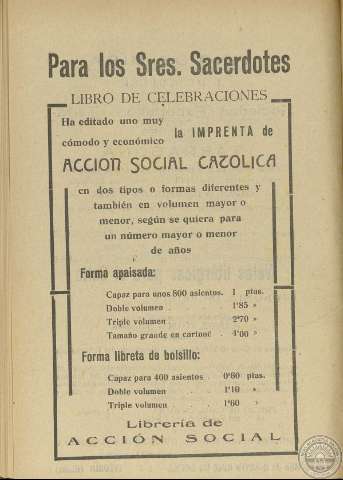 Para los Sres. Sacerdotes
LIBRO DE CELEBRACIONES
Ha editado uno muy
cómodo y económico
la IMPRENTA de
ACCION SOCIAL CATOLICA
en dos tipos o formas diferentes y
también en volumen mayor o
menor, según se quiera para
un número mayor o menor
de años
Forma apaisada:
Capaz para unos 800 asientos. 1 ptas.
Doble volumen . . 1'85 »
Triple volumen . . 2'70 »
Tamaño grande en cartoné . 4'00 »
Forma libreta de bolsillo:
Capaz para 400 asientos . 0'80 ptas.
Doble volumen . . 1'10 »
Triple volumen . . 1'60 »
Librería de
ACCIÓN SOCIAL